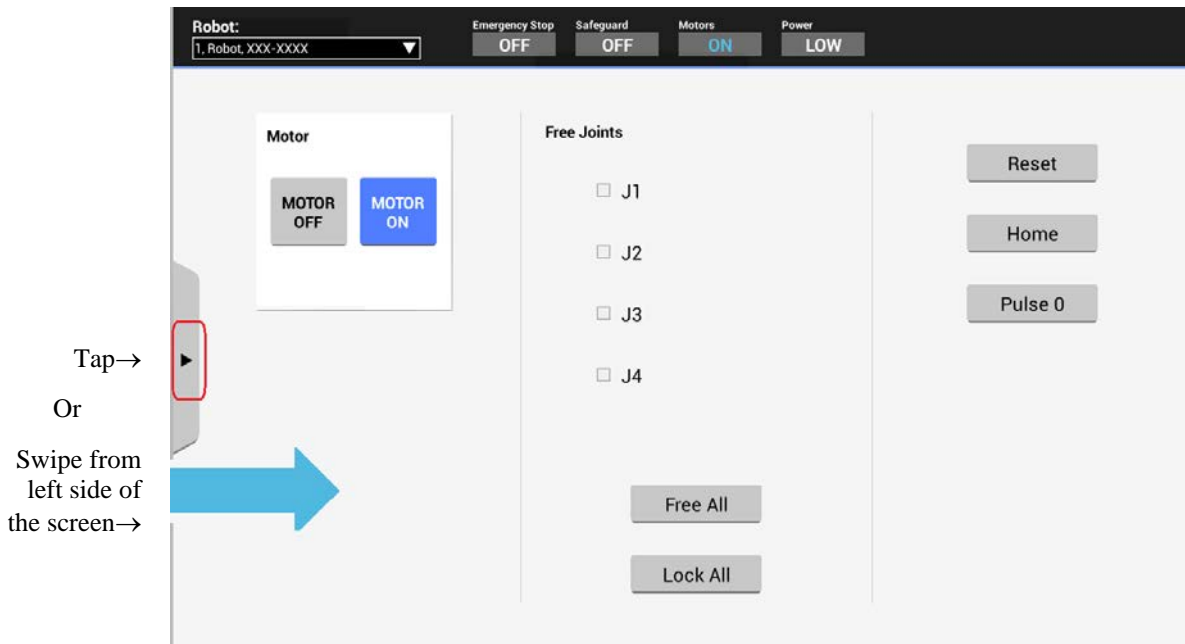 Robot:
1, Robot, XXX-XXXX
Emergency Stop Safeguard Motors Power
OFF OFF ON LOW
Motor
MOTOR OFF
MOTOR ON
Free Joints
J1
J2
J3
J4
Free All
Lock All
Reset
Home
Pulse 0
Tap→
Or
Swipe from
left side of
the screen→